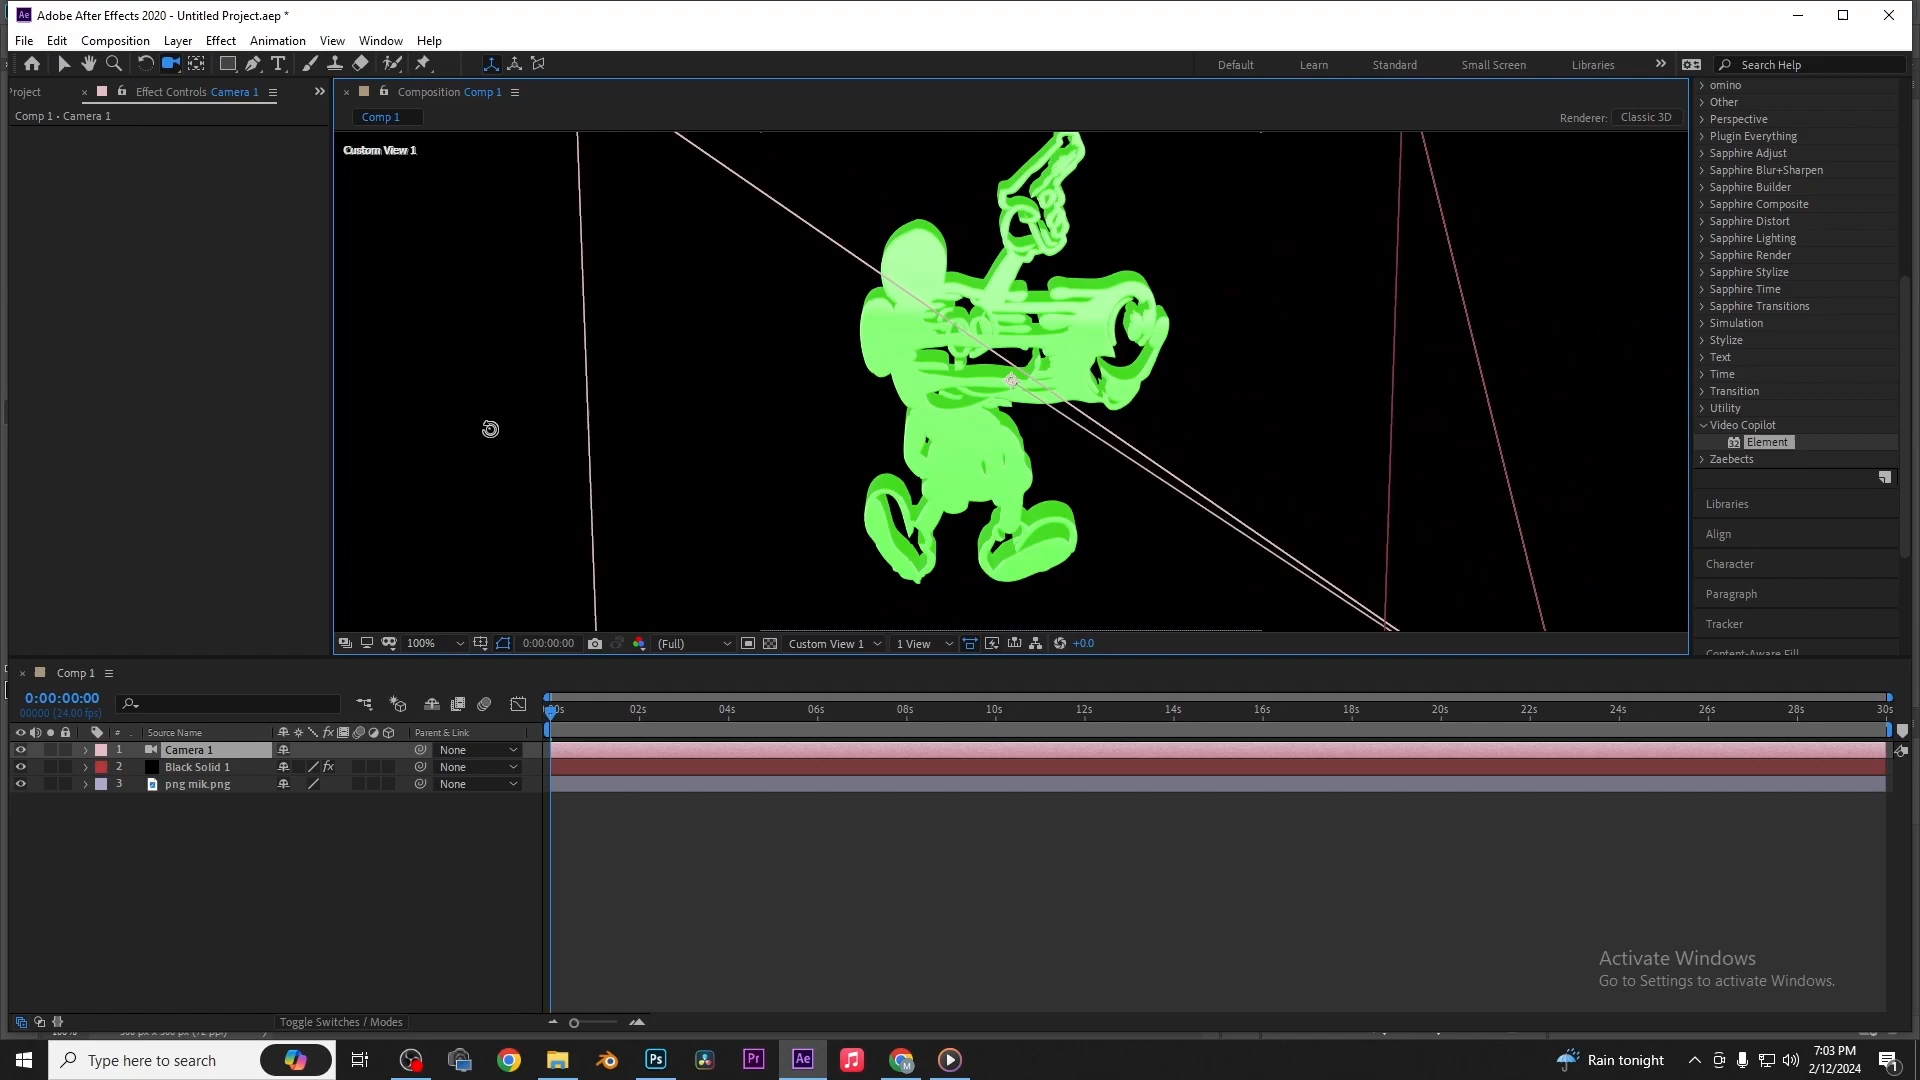 Adobe After Effects 2020 - Untitled Project.aep *
File Edit Composition Layer Effect Animation View Window Help
Default Learn Standard Small Screen Libraries Search Help
Project Effect Controls Camera 1
Comp 1 • Camera 1
Composition Comp 1
Comp 1
Renderer: Classic 3D
Custom View 1
omino
Other
Perspective
Plugin Everything
Sapphire Adjust
Sapphire Blur+Sharpen
Sapphire Builder
Sapphire Composite
Sapphire Distort
Sapphire Lighting
Sapphire Render
Sapphire Stylize
Sapphire Time
Sapphire Transitions
Simulation
Stylize
Text
Time
Transition
Utility
Video Copilot
Element
Zaebects
Libraries
Align
Character
Paragraph
Tracker
Content-Aware Fill
100% 0:00:00:00 (Full) Custom View 1 1 View +0.0
Comp 1
0:00:00:00
00000 (24.00 fps)
00s 02s 04s 06s 08s 10s 12s 14s 16s 18s 20s 22s 24s 26s 28s 30s
# Source Name Parent & Link
1 Camera 1 None
2 Black Solid 1 None
3 png mik.png None
Activate Windows
Go to Settings to activate Windows.
Toggle Switches / Modes
Type here to search
Rain tonight
7:03 PM
2/12/2024